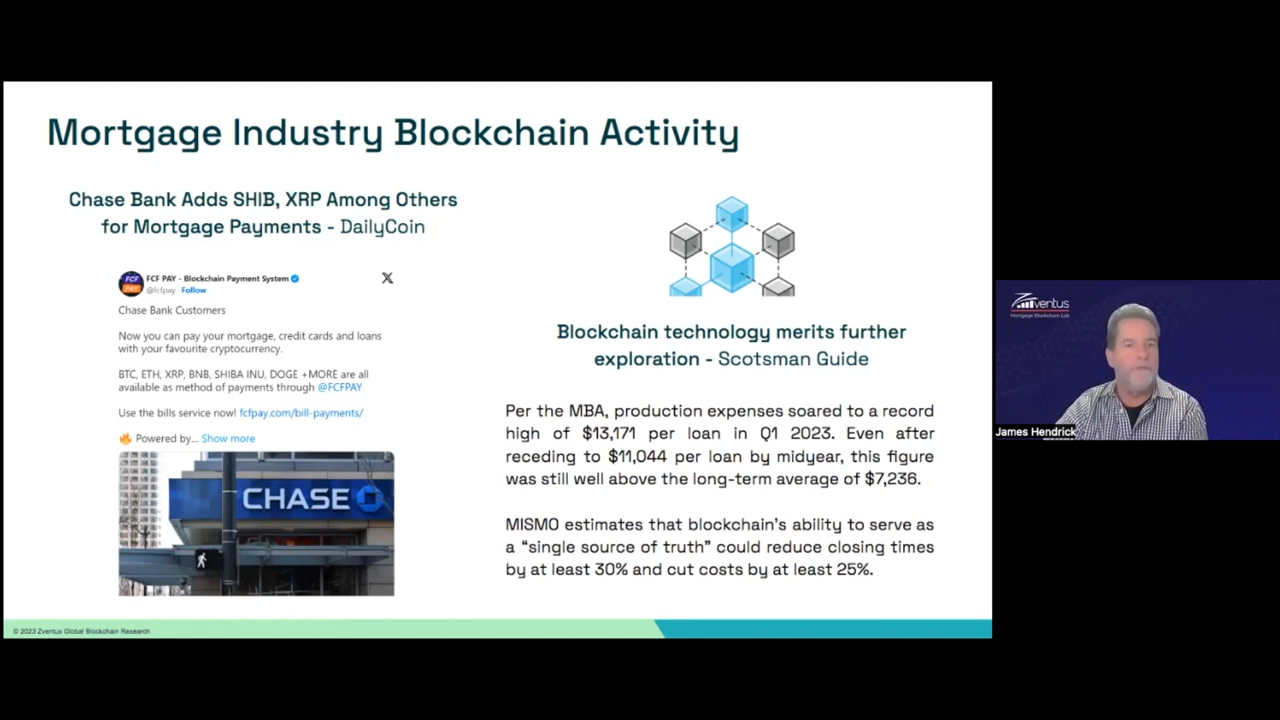 Mortgage Industry Blockchain Activity
Chase Bank Adds SHIB, XRP Among Others
for Mortgage Payments - DailyCoin
FCF PAY - Blockchain Payment System
@fcfpay · Follow
Chase Bank Customers
Now you can pay your mortgage, credit cards and loans
with your favourite cryptocurrency.
BTC, ETH, XRP, BNB, SHIBA INU, DOGE +MORE are all
available as method of payments through @FCFPAY
Use the bills service now! fcfpay.com/bill-payments/
🔥 Powered by... Show more
FCF
PAY
X
CHASE
Blockchain technology merits further
exploration - Scotsman Guide
Per the MBA, production expenses soared to a record
high of $13,171 per loan in Q1 2023. Even after
receding to $11,044 per loan by midyear, this figure
was still well above the long-term average of $7,236.
MISMO estimates that blockchain's ability to serve as
a “single source of truth” could reduce closing times
by at least 30% and cut costs by at least 25%.
© 2023 Zventus Global Blockchain Research
Zventus
Mortgage Blockchain Lab
James Hendrick